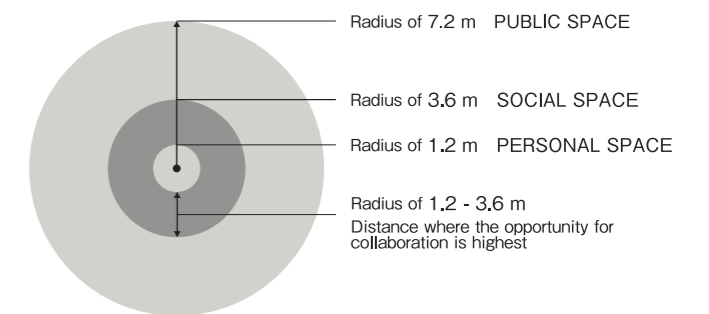 Radius of 7.2 m PUBLIC SPACE
Radius of 3.6 m SOCIAL SPACE
Radius of 1.2 m PERSONAL SPACE
Radius of 1.2 - 3.6 m
Distance where the opportunity for
collaboration is highest